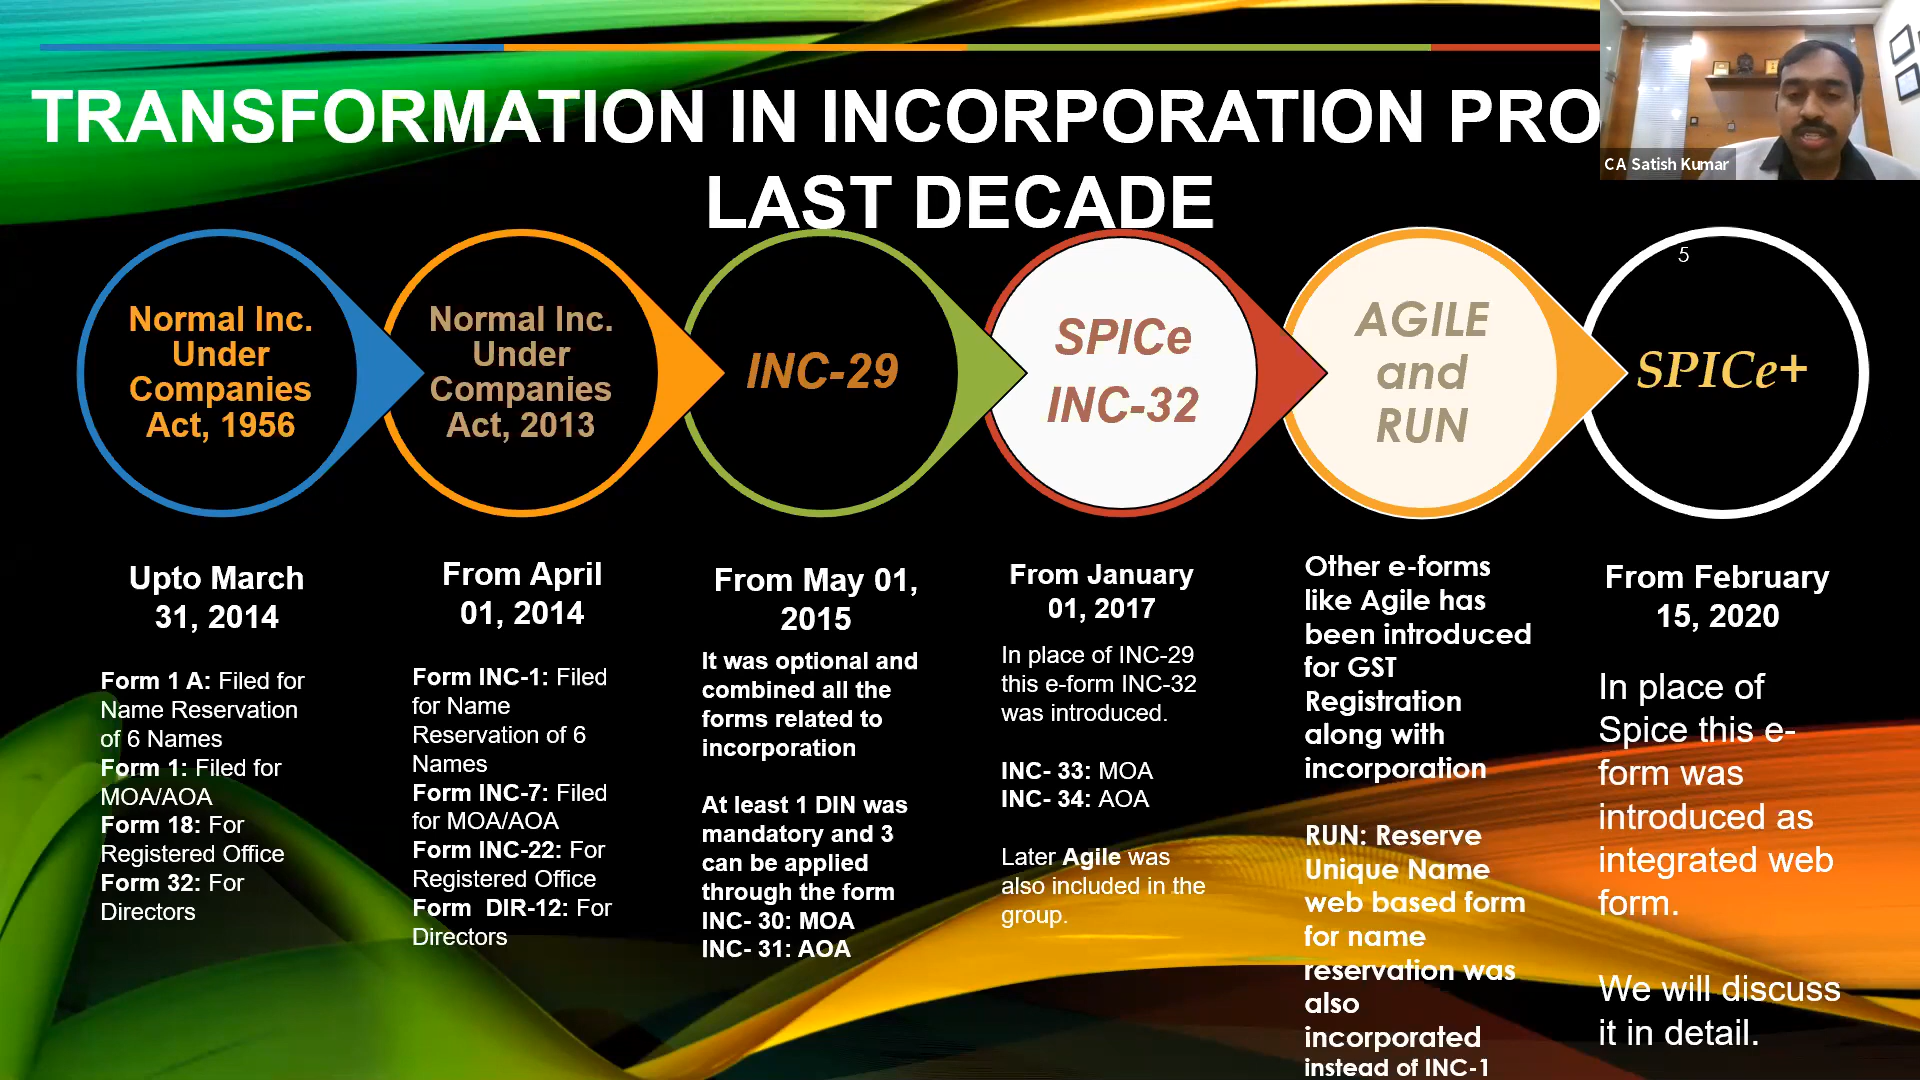 TRANSFORMATION IN INCORPORATION PRO
LAST DECADE
CA Satish Kumar
5
Normal Inc.
Under
Companies
Act, 1956
Normal Inc.
Under
Companies
Act, 2013
INC-29
SPICe
INC-32
AGILE
and
RUN
SPICe+
Upto March
31, 2014
Form 1 A: Filed for
Name Reservation
of 6 Names
Form 1: Filed for
MOA/AOA
Form 18: For
Registered Office
Form 32: For
Directors
From April
01, 2014
Form INC-1: Filed
for Name
Reservation of 6
Names
Form INC-7: Filed
for MOA/AOA
Form INC-22: For
Registered Office
Form DIR-12: For
Directors
From May 01,
2015
It was optional and
combined all the
forms related to
incorporation
At least 1 DIN was
mandatory and 3
can be applied
through the form
INC- 30: MOA
INC- 31: AOA
From January
01, 2017
In place of INC-29
this e-form INC-32
was introduced.
INC- 33: MOA
INC- 34: AOA
Later Agile was
also included in the
group.
Other e-forms
like Agile has
been introduced
for GST
Registration
along with
incorporation
RUN: Reserve
Unique Name
web based form
for name
reservation was
also
incorporated
instead of INC-1
From February
15, 2020
In place of
Spice this e-
form was
introduced as
integrated web
form.
We will discuss
it in detail.